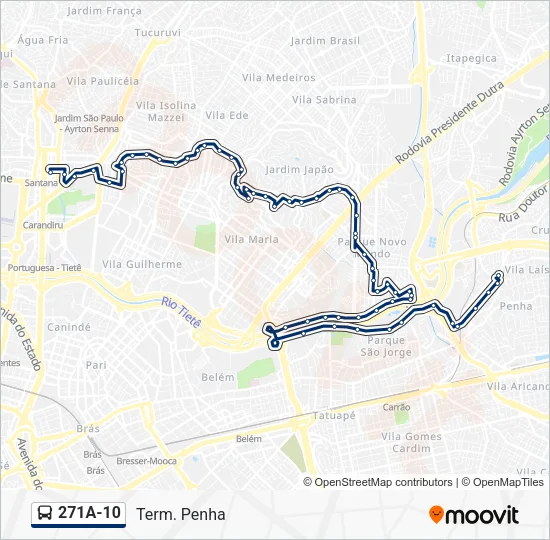 Jardim França
Jardim
Água Fria
Tucuruvi
Jardim Brasil
Itapegica
Vila Paulicéia
Vila Medeiros
Vila Isolina
Mazzei
Vila Sabrina
Vila Ede
Rodovia Presidente Dutra
Rodovia Ayrton Sen
Jardim São Paulo
- Ayrton Senna
Jardim Japão
Santana
Rua Doutor
Carandiru
Vila Maria
Parque Novo
Mundo
Cru
Portuguesa - Tietê
Vila Guilherme
Vila Laís
Penha
Rio Tietê
Canindé
Parque
São Jorge
Pari
Belém
Vila Aricand
Carrão
Tatuapé
Brás
Belém
Vila Gomes
Cardim
Brás
Brás
Bresser-Mooca
Avenida do Estado
© OpenStreetMap contributors | © OpenMapTiles
271A-10 Term. Penha
moovit